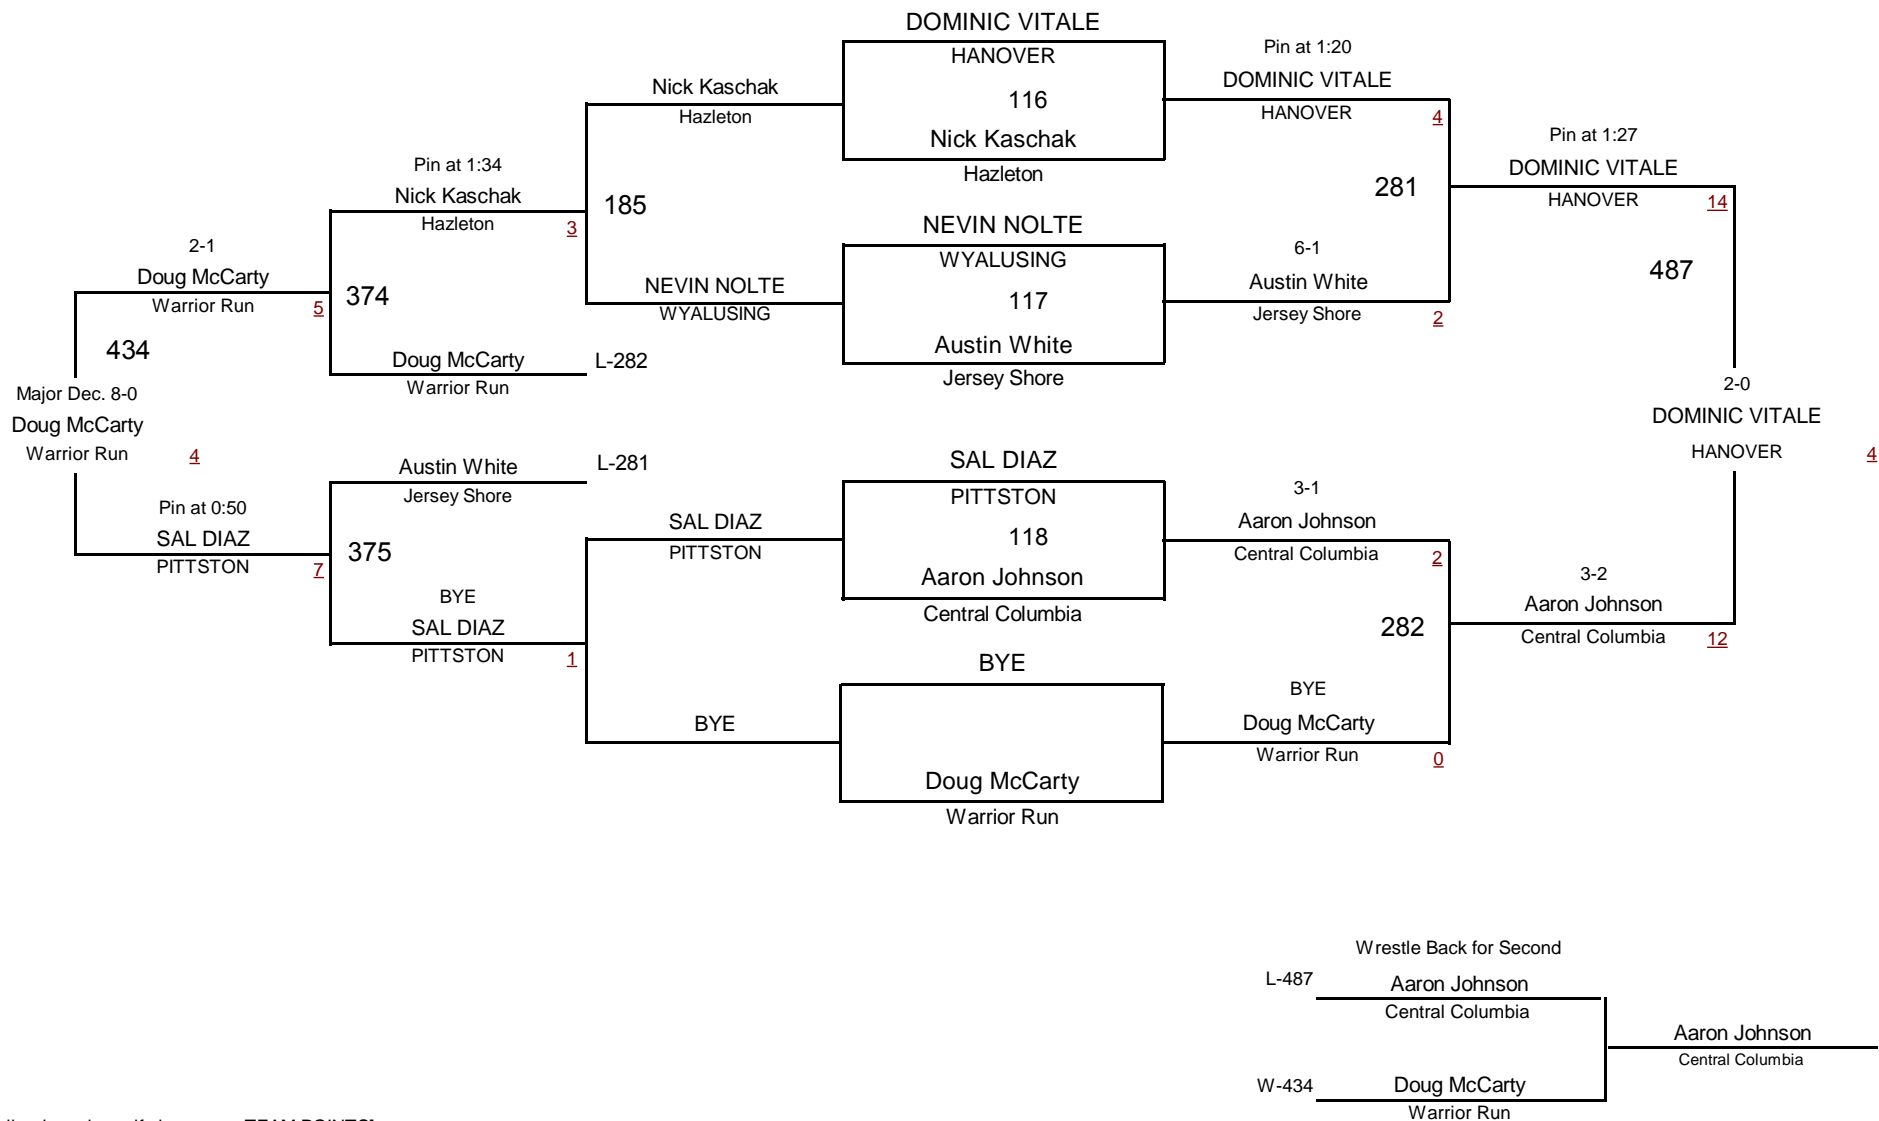 DOMINIC VITALE
HANOVER
116
Nick Kaschak
Hazleton
Pin at 1:20
DOMINIC VITALE
HANOVER
4
Nick Kaschak
Hazleton
Pin at 1:34
Nick Kaschak
Hazleton
3
185
281
Pin at 1:27
DOMINIC VITALE
HANOVER
14
NEVIN NOLTE
WYALUSING
117
Austin White
Jersey Shore
6-1
Austin White
Jersey Shore
2
487
2-1
Doug McCarty
Warrior Run
5
374
NEVIN NOLTE
WYALUSING
434
Doug McCarty
Warrior Run
L-282
Major Dec. 8-0
Doug McCarty
Warrior Run
4
2-0
DOMINIC VITALE
HANOVER
4
Austin White
Jersey Shore
L-281
SAL DIAZ
PITTSTON
118
Aaron Johnson
Central Columbia
3-1
Aaron Johnson
Central Columbia
2
Pin at 0:50
SAL DIAZ
PITTSTON
7
375
SAL DIAZ
PITTSTON
BYE
SAL DIAZ
PITTSTON
1
282
3-2
Aaron Johnson
Central Columbia
12
BYE
BYE
Doug McCarty
Warrior Run
BYE
Doug McCarty
Warrior Run
0
Wrestle Back for Second
L-487
Aaron Johnson
Central Columbia
Aaron Johnson
Central Columbia
W-434
Doug McCarty
Warrior Run